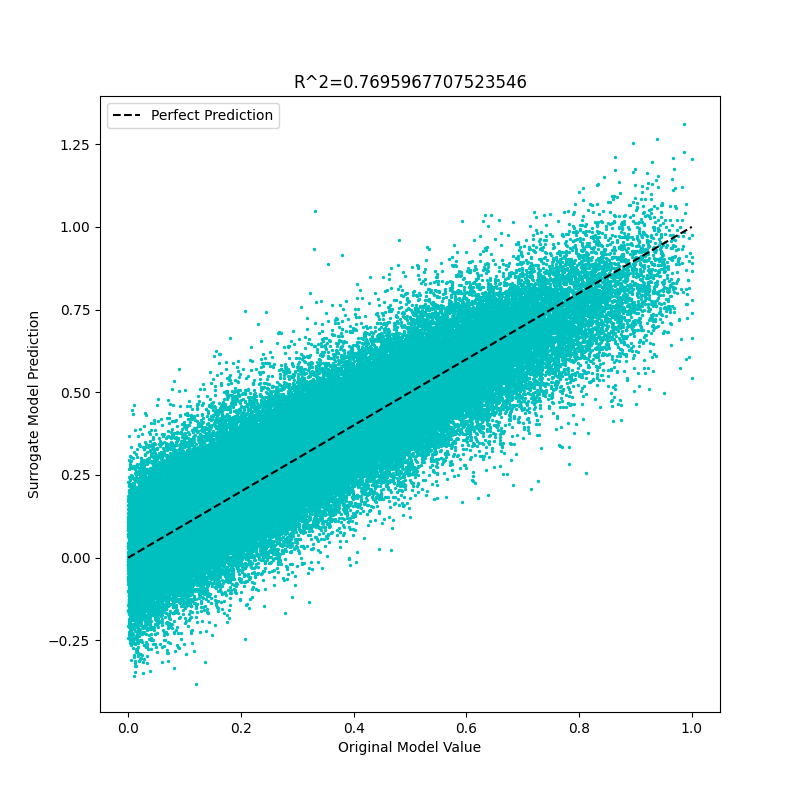 R^2=0.7695967707523546
Perfect Prediction
1.25
1.00
0.75
0.50
0.25
0.00
−0.25
Surrogate Model Prediction
0.0 0.2 0.4 0.6 0.8 1.0
Original Model Value